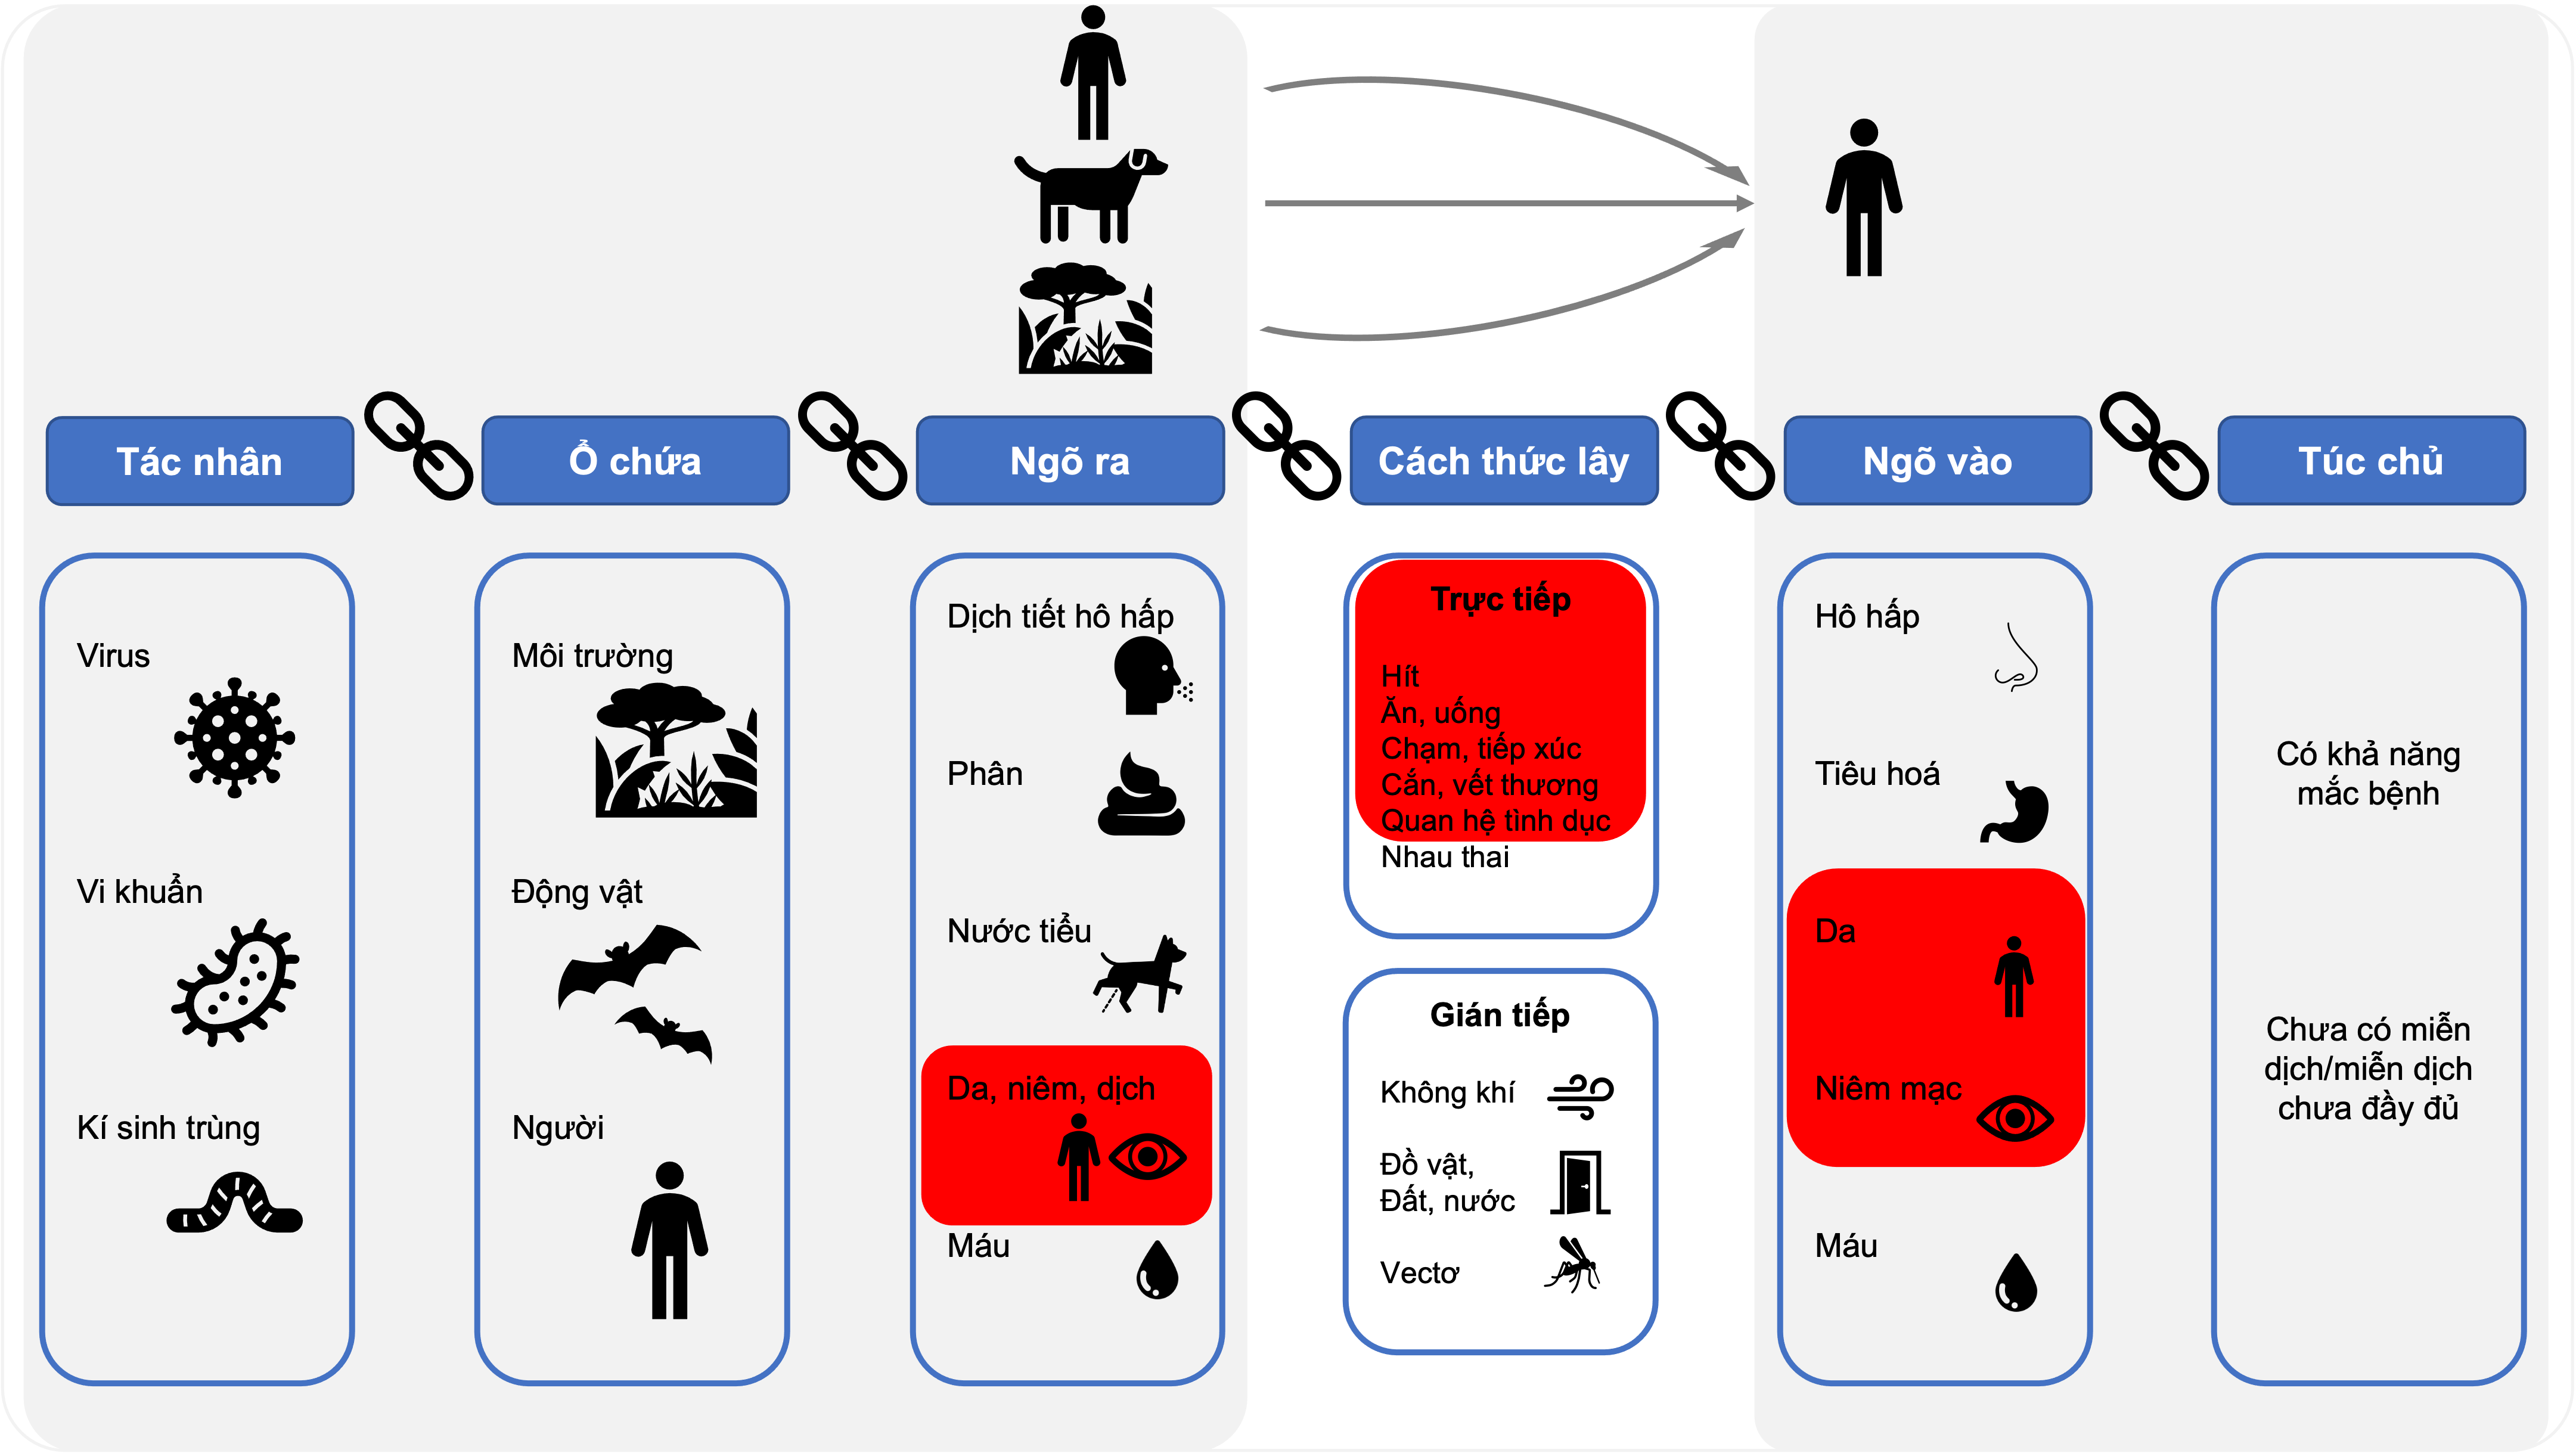 Tác nhân
Ổ chứa
Ngõ ra
Cách thức lây
Ngõ vào
Túc chủ
Virus
Vi khuẩn
Kí sinh trùng
Môi trường
Động vật
Người
Dịch tiết hô hấp
Phân
Nước tiểu
Da, niêm, dịch
Máu
Trực tiếp
Hít
Ăn, uống
Chạm, tiếp xúc
Cắn, vết thương
Quan hệ tình dục
Nhau thai
Gián tiếp
Không khí
Đồ vật,
Đất, nước
Vectơ
Hô hấp
Tiêu hoá
Da
Niêm mạc
Máu
Có khả năng
mắc bệnh
Chưa có miễn
dịch/miễn dịch
chưa đầy đủ